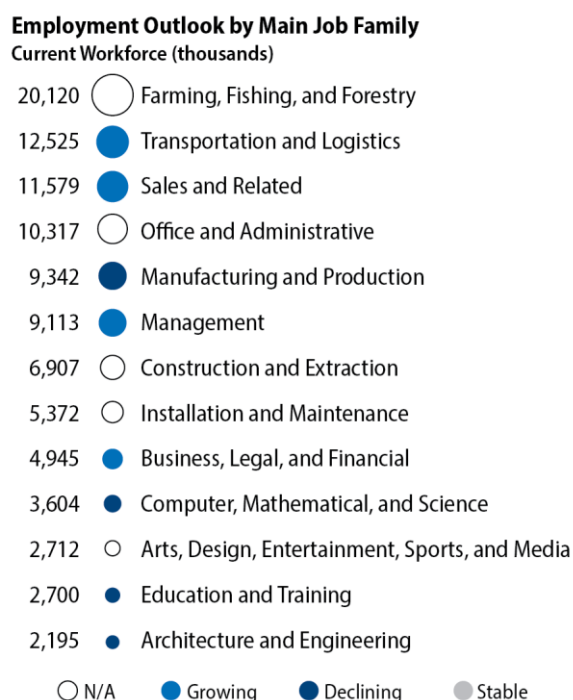 Employment Outlook by Main Job Family
Current Workforce (thousands)
20,120 Farming, Fishing, and Forestry
12,525 Transportation and Logistics
11,579 Sales and Related
10,317 Office and Administrative
9,342 Manufacturing and Production
9,113 Management
6,907 Construction and Extraction
5,372 Installation and Maintenance
4,945 Business, Legal, and Financial
3,604 Computer, Mathematical, and Science
2,712 Arts, Design, Entertainment, Sports, and Media
2,700 Education and Training
2,195 Architecture and Engineering
N/A Growing Declining Stable